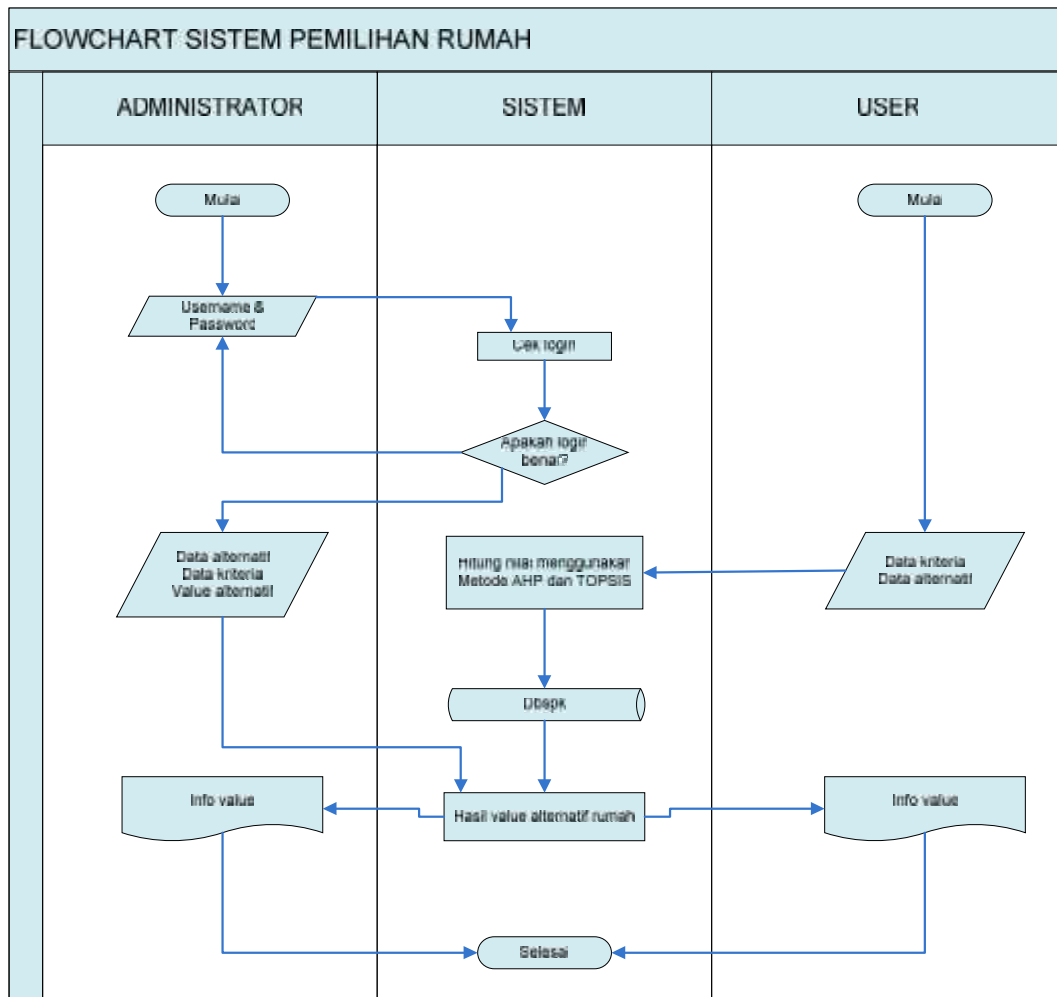 FLOWCHART SISTEM PEMILIHAN RUMAH
ADMINISTRATOR
SISTEM
USER
Mulai
Mulai
Username &
Password
Cek login
Apakah login
benar?
Data alternatif
Data kriteria
Value alternatif
Hitung nilai menggunakan
Metode AHP dan TOPSIS
Data kriteria
Data alternatif
Dbspk
Info value
Hasil value alternatif rumah
Info value
Selesai